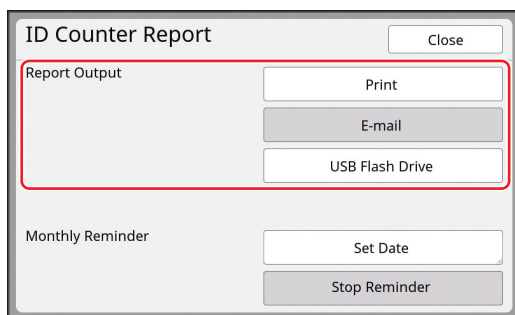 ID Counter Report
Close
Report Output
Print
E-mail
USB Flash Drive
Monthly Reminder
Set Date
Stop Reminder